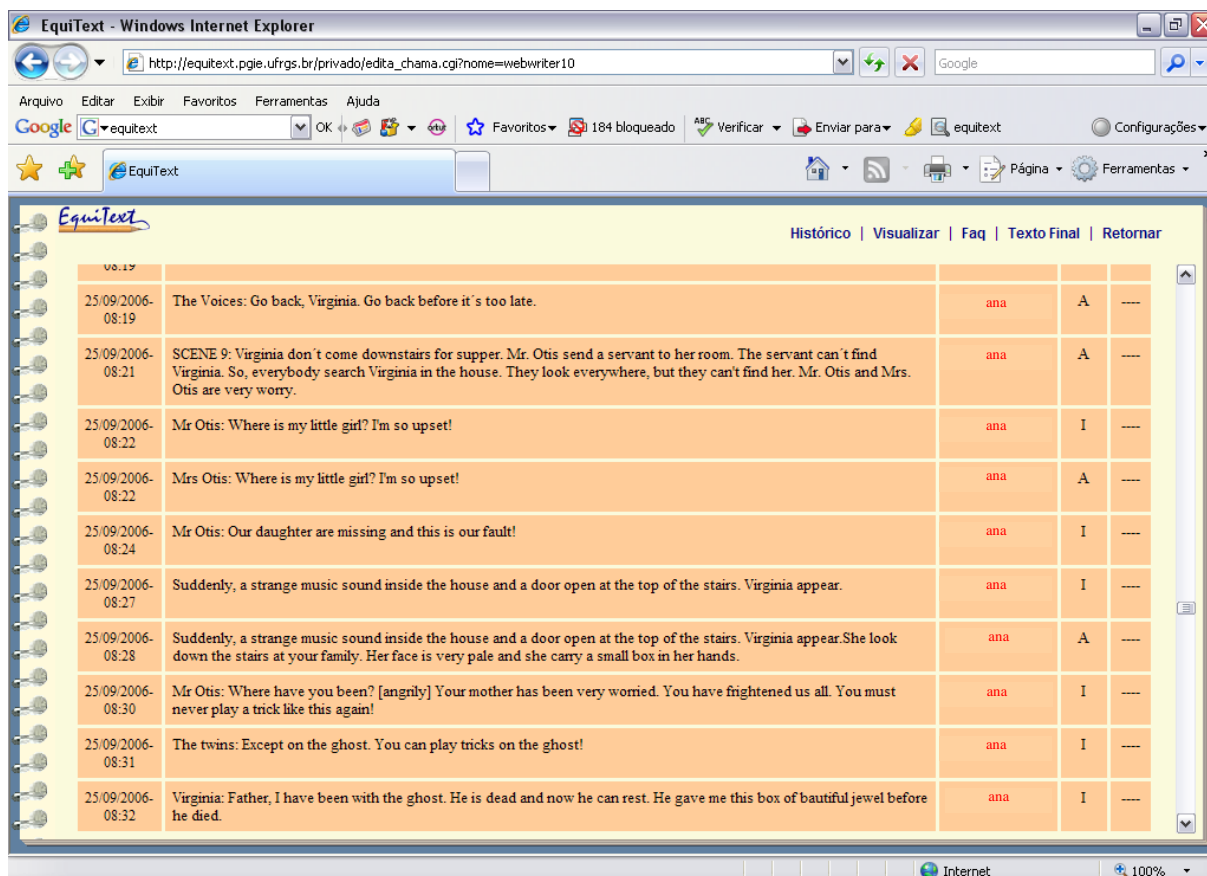 EquiText - Windows Internet Explorer
http://equitext.pgie.ufrgs.br/privado/edita_chama.cgi?nome=webwriter10
Google
Arquivo Editar Exibir Favoritos Ferramentas Ajuda
Google G equitext OK Favoritos 184 bloqueado ABC Verificar Enviar para equitext Configurações
EquiText Página Ferramentas
EquiText
Histórico | Visualizar | Faq | Texto Final | Retornar
08:19
25/09/2006- The Voices: Go back, Virginia. Go back before it´s too late. ana A ----
08:19
25/09/2006- SCENE 9: Virginia don´t come downstairs for supper. Mr. Otis send a servant to her room. The servant can´t find ana A ----
08:21 Virginia. So, everybody search Virginia in the house. They look everywhere, but they can't find her. Mr. Otis and Mrs.
Otis are very worry.
25/09/2006- Mr Otis: Where is my little girl? I'm so upset! ana I ----
08:22
25/09/2006- Mrs Otis: Where is my little girl? I'm so upset! ana A ----
08:22
25/09/2006- Mr Otis: Our daughter are missing and this is our fault! ana I ----
08:24
25/09/2006- Suddenly, a strange music sound inside the house and a door open at the top of the stairs. Virginia appear. ana I ----
08:27
25/09/2006- Suddenly, a strange music sound inside the house and a door open at the top of the stairs. Virginia appear.She look ana A ----
08:28 down the stairs at your family. Her face is very pale and she carry a small box in her hands.
25/09/2006- Mr Otis: Where have you been? [angrily] Your mother has been very worried. You have frightened us all. You must ana I ----
08:30 never play a trick like this again!
25/09/2006- The twins: Except on the ghost. You can play tricks on the ghost! ana I ----
08:31
25/09/2006- Virginia: Father, I have been with the ghost. He is dead and now he can rest. He gave me this box of bautiful jewel before ana I ----
08:32 he died.
Internet 100%